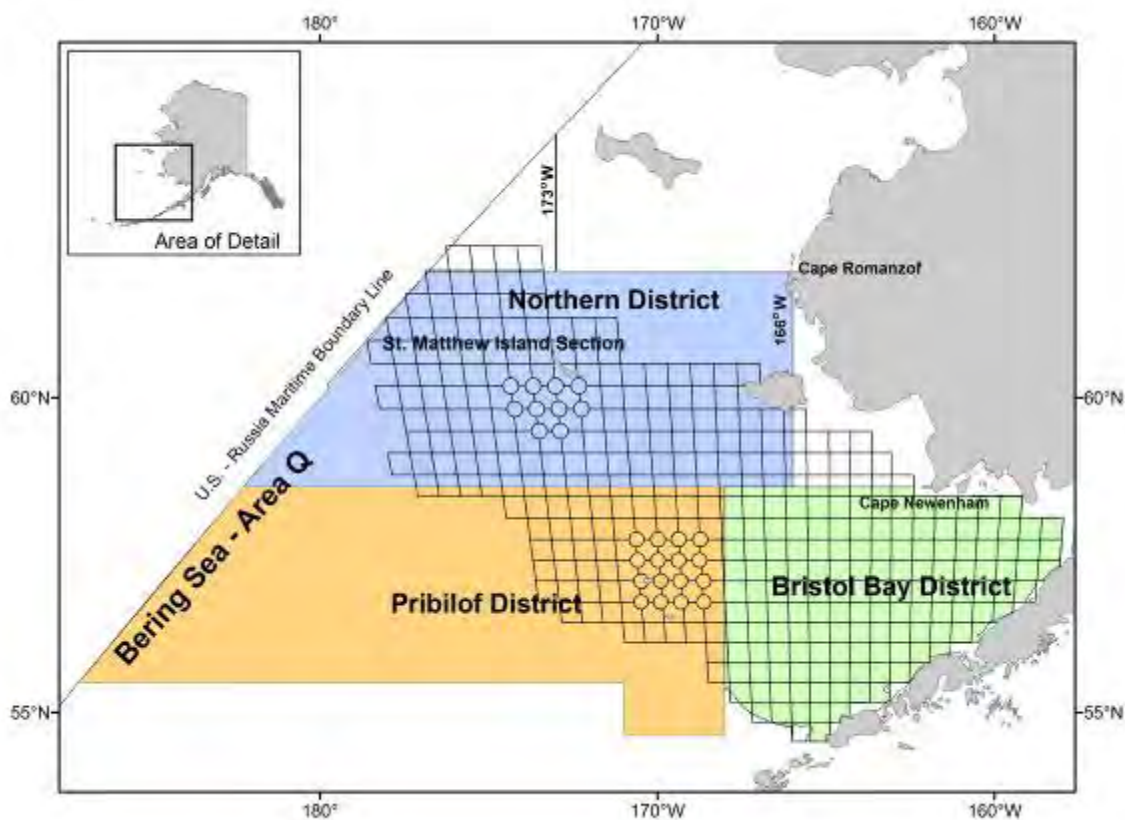 180°
170°W
160°W
Area of Detail
173°W
Cape Romanzof
Northern District
166°W
St. Matthew Island Section
U.S. - Russia Maritime Boundary Line
60°N
60°N
Bering Sea - Area Q
Cape Newenham
Pribilof District
Bristol Bay District
55°N
55°N
180°
170°W
160°W